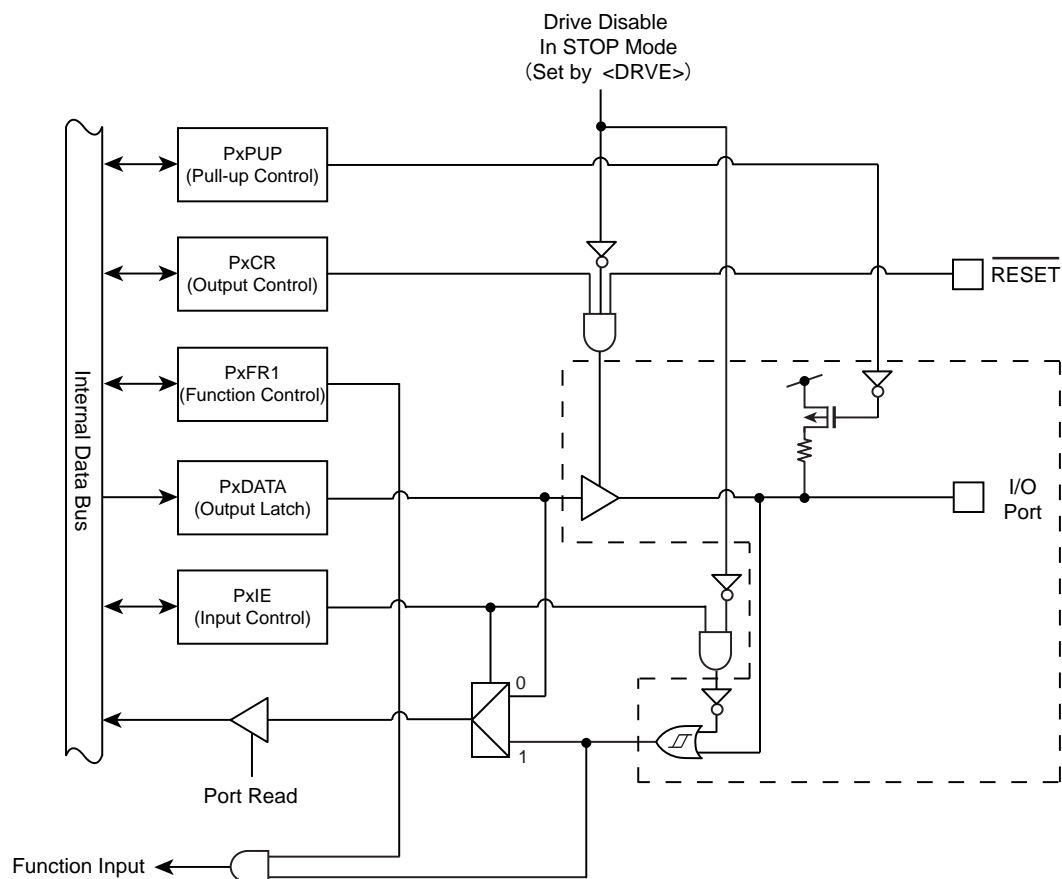 Drive Disable
In STOP Mode
（Set by <DRVE>）
PxPUP
(Pull-up Control)
PxCR
(Output Control)
RESET
PxFR1
(Function Control)
Internal Data Bus
PxDATA
(Output Latch)
I/O
Port
PxIE
(Input Control)
0
1
Port Read
Function Input